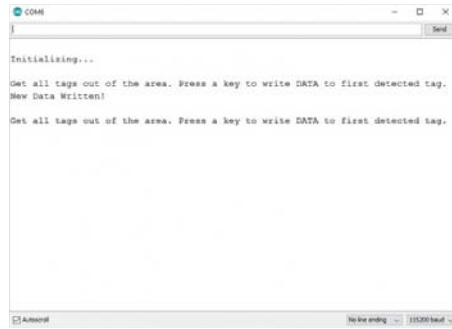 COM6
Send
Initializing...
Get all tags out of the area. Press a key to write DATA to first detected tag.
New Data Written!
Get all tags out of the area. Press a key to write DATA to first detected tag.
Autoscroll
No line ending
115200 baud